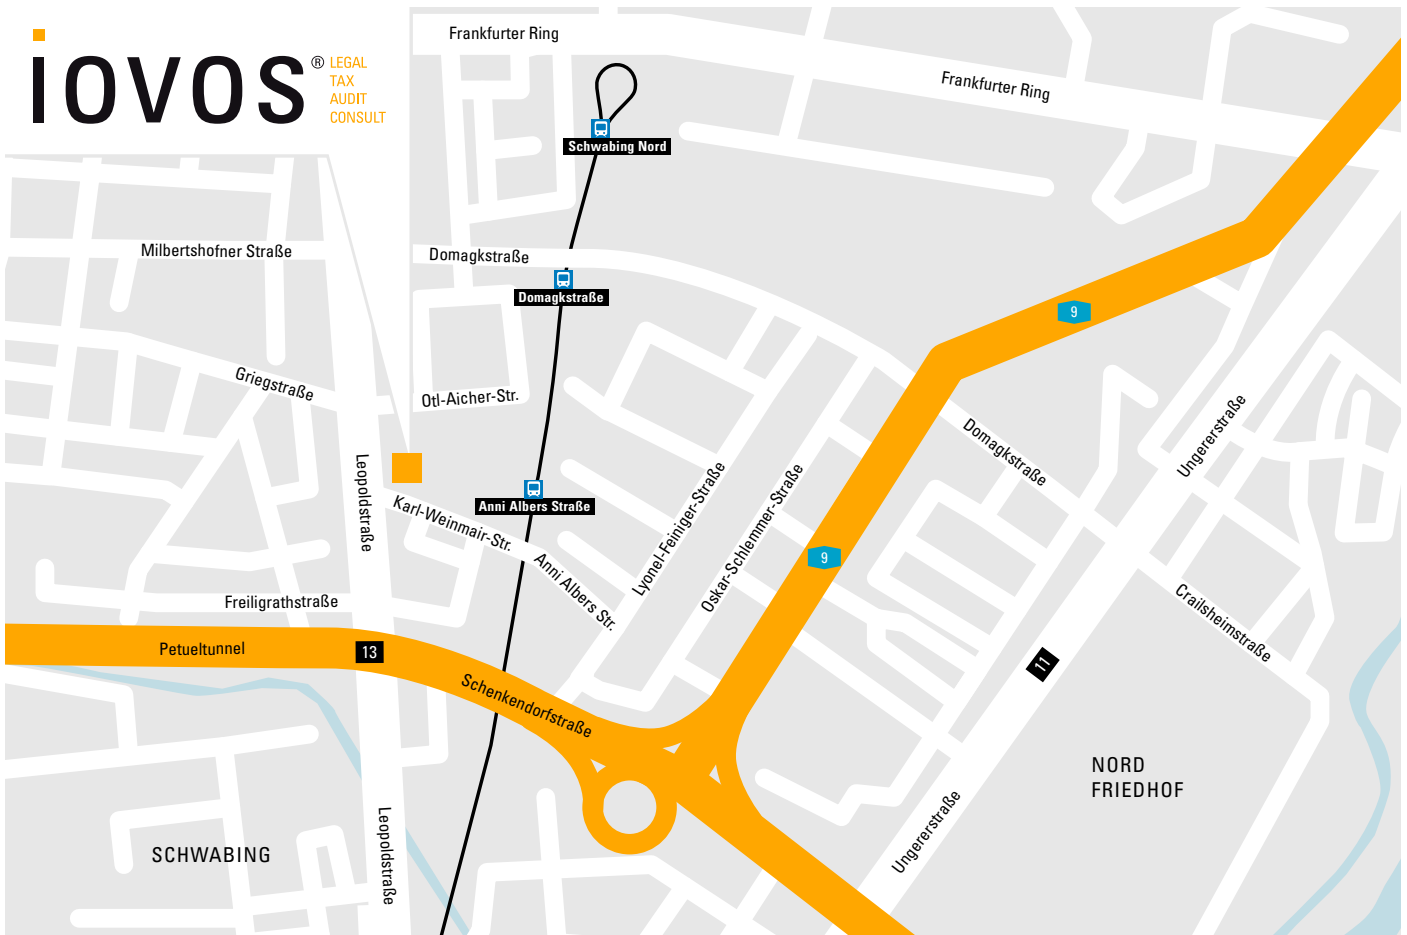 iOVOS®
LEGAL
TAX
AUDIT
CONSULT
Frankfurter Ring
Frankfurter Ring
Schwabing Nord
Milbertshofner Straße
Domagkstraße
Domagkstraße
9
Griegstraße
Otl-Aicher-Str.
Ungererstraße
Domagkstraße
Leopoldstraße
Karl-Weinmair-Str.
Anni Albers Straße
Lyonel-Feiniger-Straße
Oskar-Schlemmer-Straße
9
Anni Albers Str.
Freiligrathstraße
Crailsheimstraße
Petueltunnel
13
11
Schenkendorfstraße
NORD
FRIEDHOF
Leopoldstraße
Ungererstraße
SCHWABING